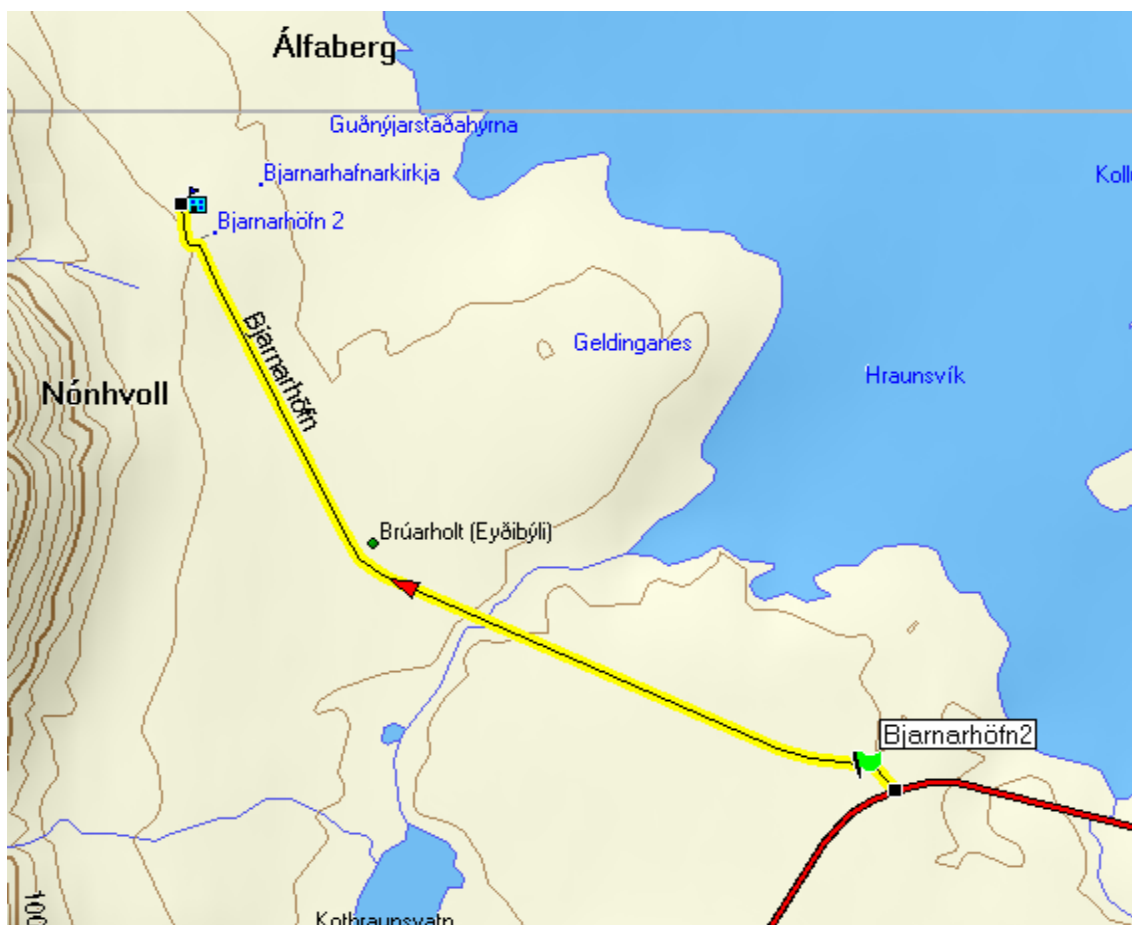 Álfaberg
Guðnýjarstaðahyrna
Bjarnarhafnarkirkja
Bjarnarhöfn 2
Bjarnarhöfn
Geldinganes
Hraunsvík
Nónhvoll
Brúarholt (Eyðibýli)
Bjarnarhöfn2
Kothraunsvatn